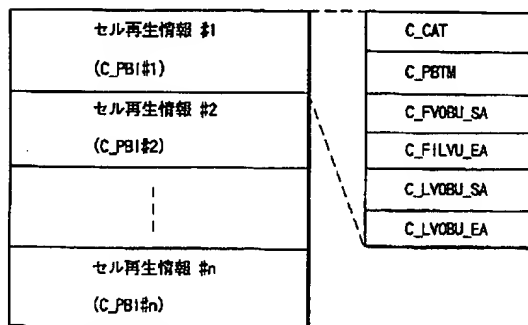 セル再生情報 #1
(C_PBI#1)
セル再生情報 #2
(C_PBI#2)
セル再生情報 #n
(C_PBI#n)
C_CAT
C_PBTM
C_FVOBU_SA
C_FILVU_EA
C_LVOBU_SA
C_LVOBU_EA